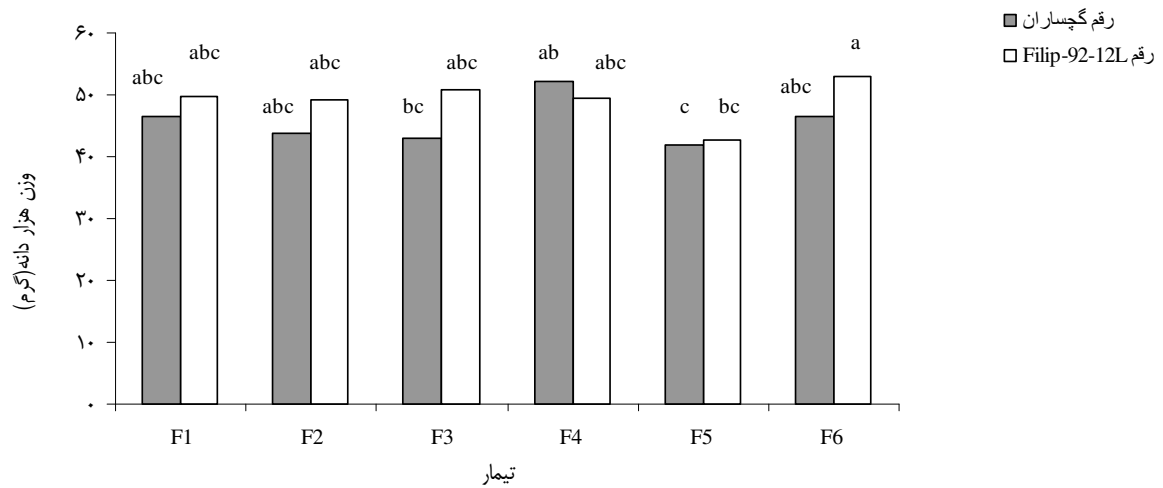 رقم گچساران
رقم Filip-92-12L
وزن هزار دانه(گرم)
۶۰
۵۰
۴۰
۳۰
۲۰
۱۰
۰
abc abc abc abc bc abc ab abc c bc abc a
F1 F2 F3 F4 F5 F6
تیمار